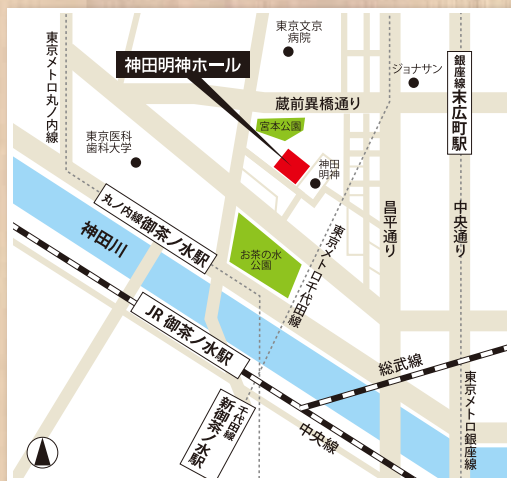 東京文京
病院
神田明神ホール
ジョナサン
銀座線 末広町駅
東京メトロ丸ノ内線
蔵前異橋通り
宮本公園
東京医科
歯科大学
神田
明神
丸ノ内線 御茶ノ水駅
昌平通り
中央通り
神田川
お茶の水
公園
東京メトロ千代田線
JR 御茶ノ水駅
総武線
東京メトロ銀座線
千代田線
新御茶ノ水駅
中央線